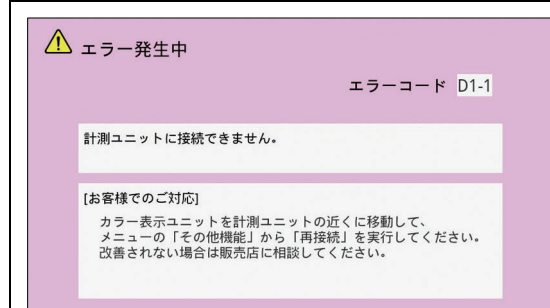 エラー発生中
エラーコード D1-1
計測ユニットに接続できません。
[お客様でのご対応]
カラー表示ユニットを計測ユニットの近くに移動して、
メニューの「その他機能」から「再接続」を実行してください。
改善されない場合は販売店に相談してください。